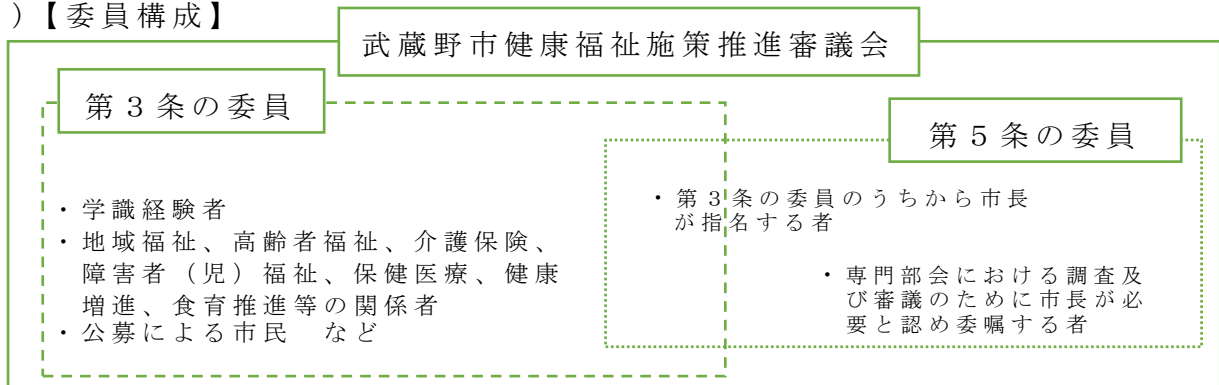 ）【委員構成】
武蔵野市健康福祉施策推進審議会
第３条の委員
・学識経験者
・地域福祉、高齢者福祉、介護保険、
障害者（児）福祉、保健医療、健康
増進、食育推進等の関係者
・公募による市民　など
第５条の委員
・第３条の委員のうちから市長
が指名する者
・専門部会における調査及
び審議のために市長が必
要と認め委嘱する者